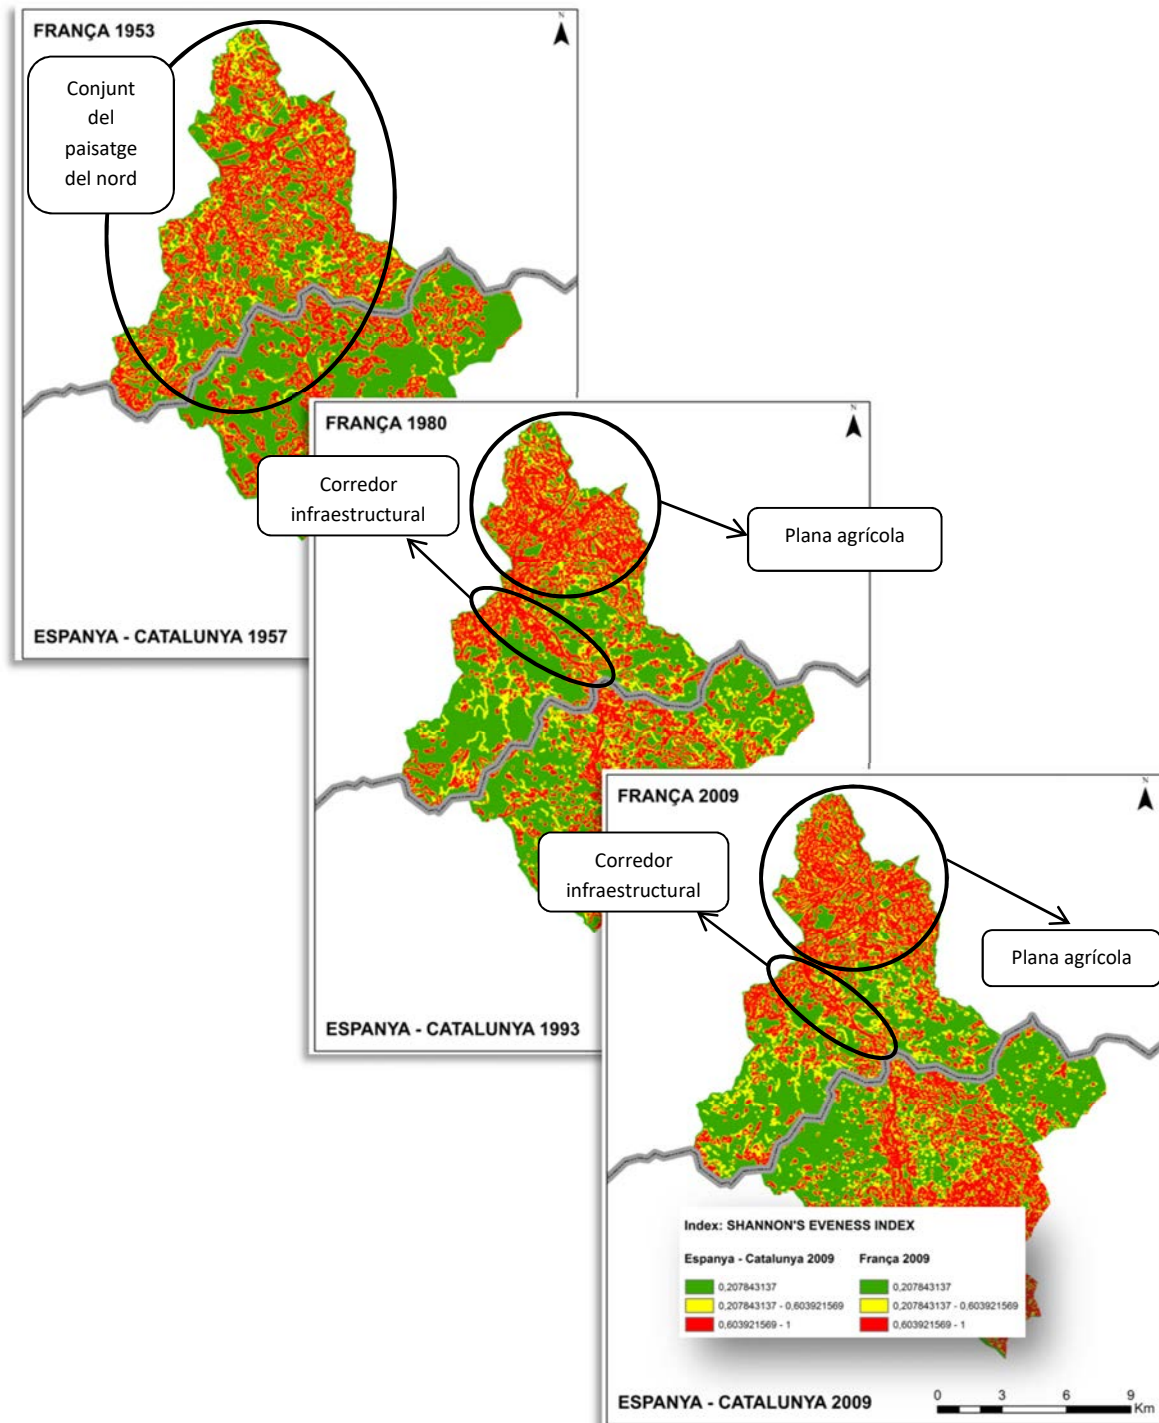 FRANÇA 1953
N
Conjunt
del
paisatge
del nord
ESPANYA - CATALUNYA 1957
FRANÇA 1980
N
Corredor
infraestructural
Plana agrícola
ESPANYA - CATALUNYA 1993
FRANÇA 2009
N
Corredor
infraestructural
Plana agrícola
Index: SHANNON'S EVENESS INDEX
Espanya - Catalunya 2009 França 2009
0,207843137 0,207843137
0,207843137 - 0,603921569 0,207843137 - 0,603921569
0,603921569 - 1 0,603921569 - 1
ESPANYA - CATALUNYA 2009
0 3 6 9
Km